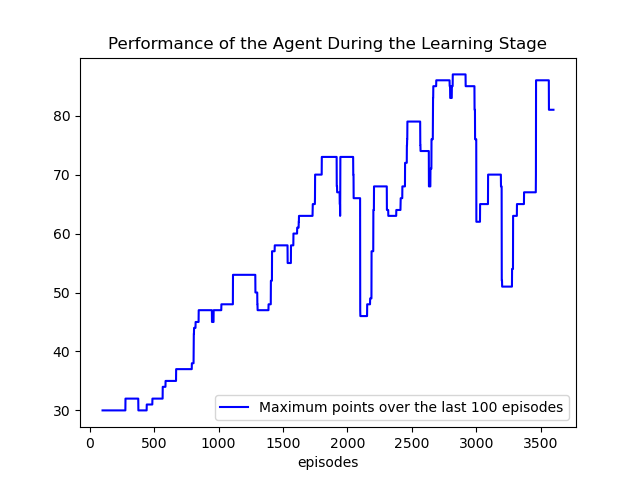 Performance of the Agent During the Learning Stage
80
70
60
50
40
30
Maximum points over the last 100 episodes
0 500 1000 1500 2000 2500 3000 3500
episodes